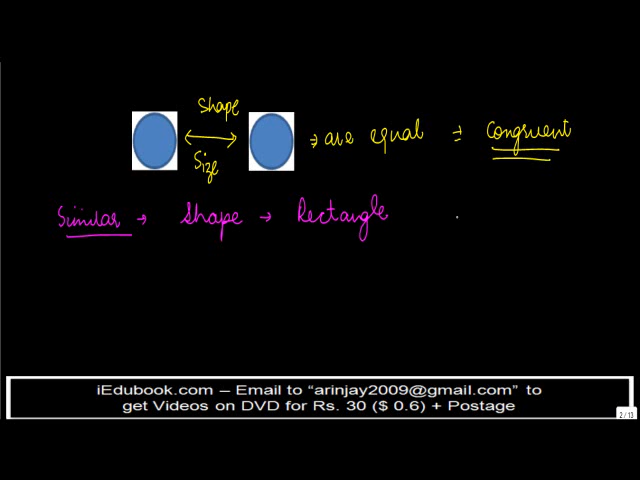 Shape
⇒ are equal = Congruent
Size
Similar → Shape → Rectangle
iEdubook.com – Email to “arinjay2009@gmail.com” to
get Videos on DVD for Rs. 30 ($ 0.6) + Postage
2 / 13